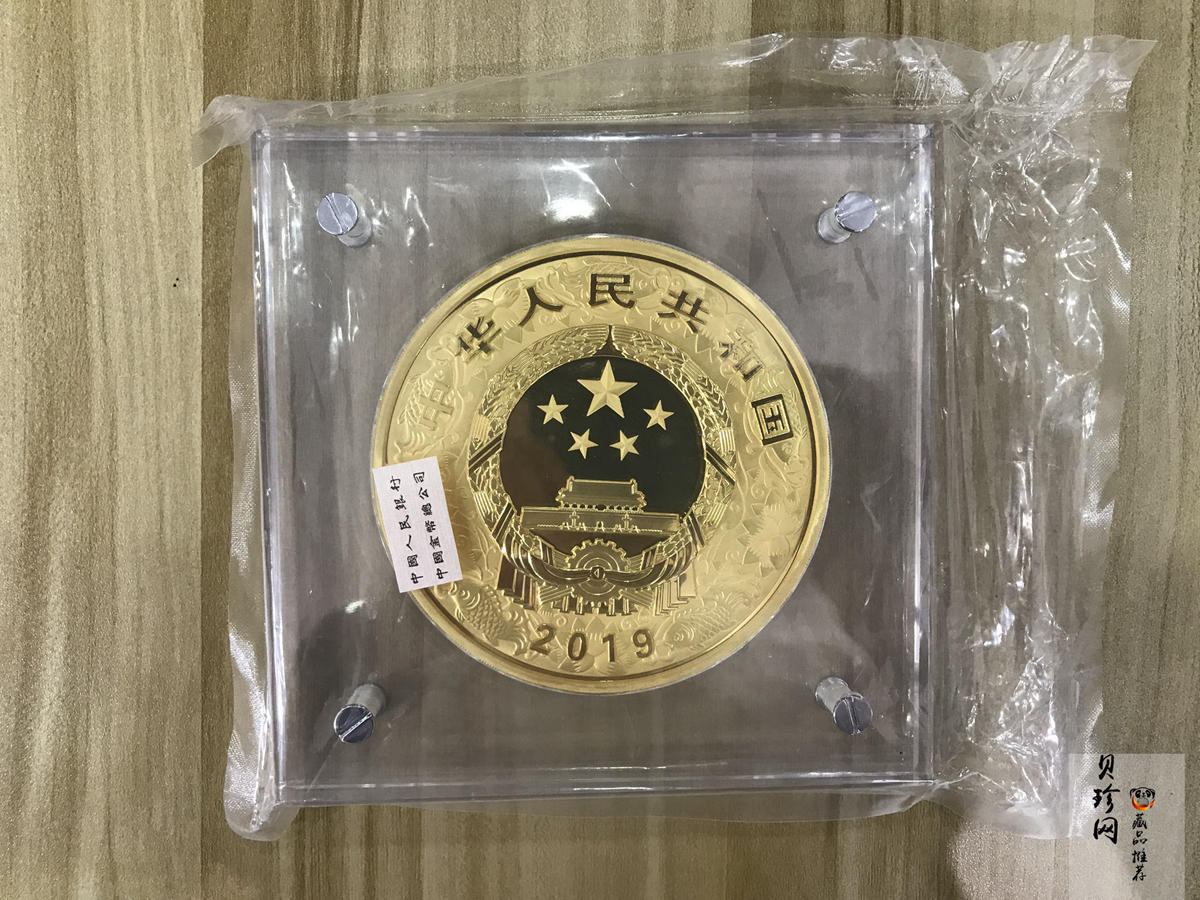 中华人民共和国
2019
中國人民銀行
中國金幣總公司
贝珍网
藏品推荐